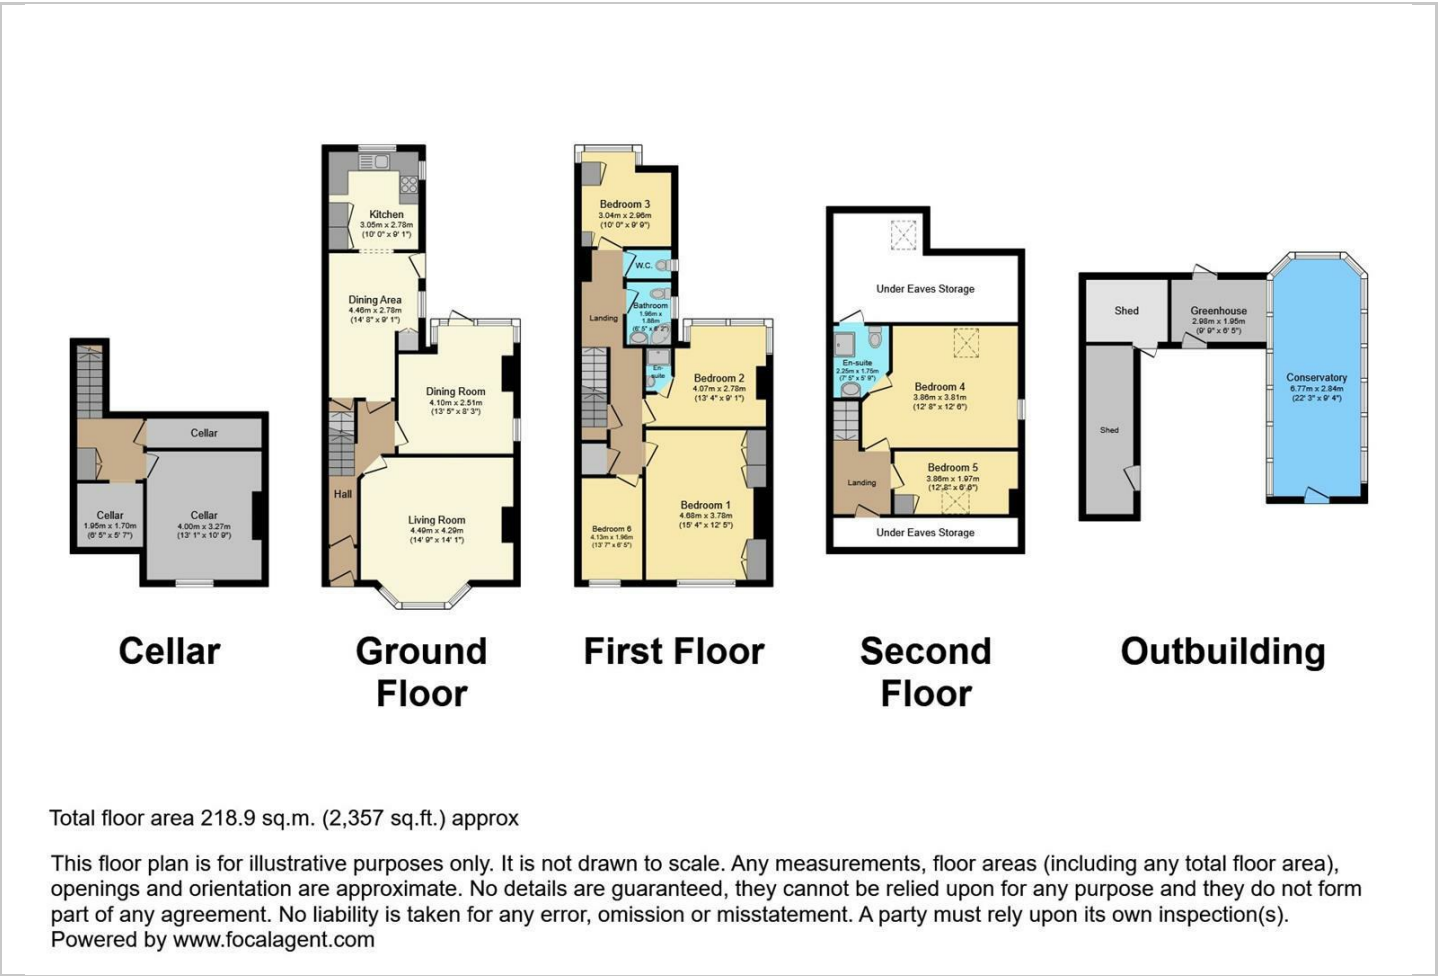 Kitchen
3.05m x 2.78m
(10' 0" x 9' 1")
Dining Area
4.46m x 2.78m
(14' 8" x 9' 1")
Dining Room
4.10m x 2.51m
(13' 5" x 8' 3")
Hall
Living Room
4.49m x 4.29m
(14' 9" x 14' 1")
Cellar
Cellar
1.95m x 1.70m
(6' 5" x 5' 7")
Cellar
4.00m x 3.27m
(13' 1" x 10' 9")
Bedroom 3
3.04m x 2.96m
(10' 0" x 9' 9")
W.C.
Landing
Bathroom
1.96m x
1.88m
(6' 5" x 6' 2")
En-
suite
Bedroom 2
4.07m x 2.78m
(13' 4" x 9' 1")
Bedroom 1
4.68m x 3.78m
(15' 4" x 12' 5")
Bedroom 6
4.13m x 1.96m
(13' 7" x 6' 5")
Under Eaves Storage
En-suite
2.25m x 1.75m
(7' 5" x 5' 9")
Bedroom 4
3.86m x 3.81m
(12' 8" x 12' 6")
Landing
Bedroom 5
3.86m x 1.97m
(12' 8" x 6' 6")
Under Eaves Storage
Shed
Greenhouse
2.98m x 1.95m
(9' 9" x 6' 5")
Shed
Conservatory
6.77m x 2.84m
(22' 3" x 9' 4")
Cellar
Ground
Floor
First Floor
Second
Floor
Outbuilding
Total floor area 218.9 sq.m. (2,357 sq.ft.) approx
This floor plan is for illustrative purposes only. It is not drawn to scale. Any measurements, floor areas (including any total floor area),
openings and orientation are approximate. No details are guaranteed, they cannot be relied upon for any purpose and they do not form
part of any agreement. No liability is taken for any error, omission or misstatement. A party must rely upon its own inspection(s).
Powered by www.focalagent.com